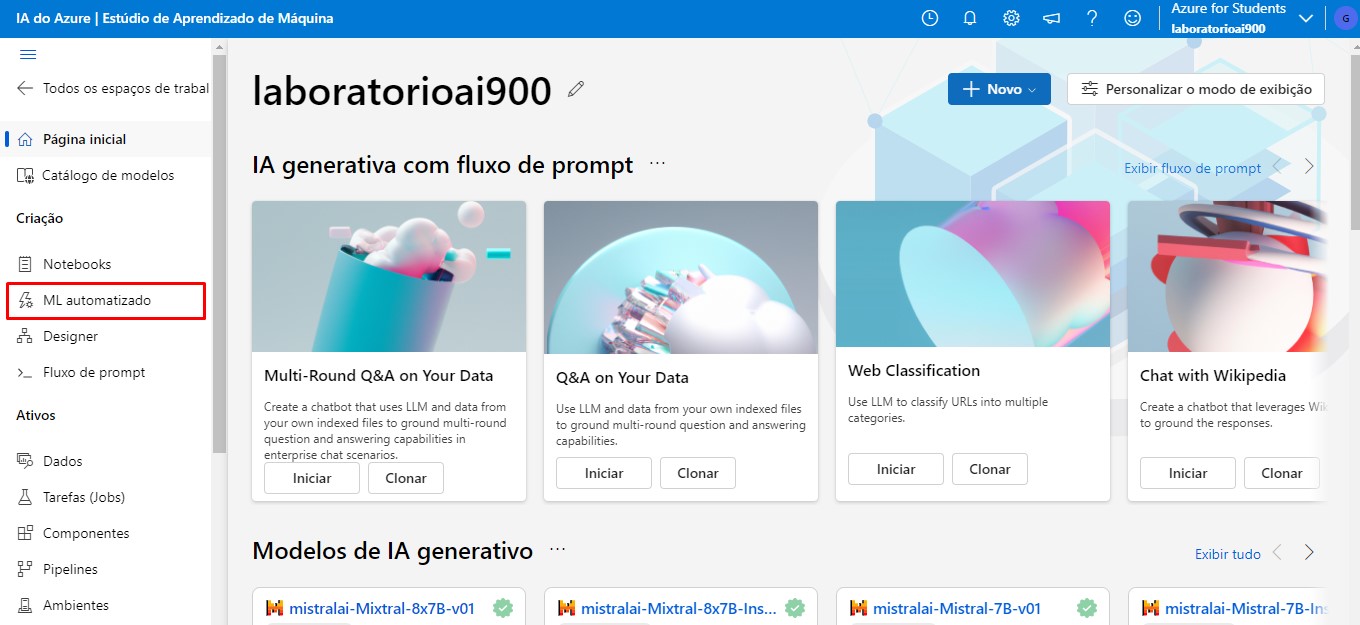 IA do Azure | Estúdio de Aprendizado de Máquina
Azure for Students
laboratorioai900
G
Todos os espaços de trabal
Página inicial
Catálogo de modelos
Criação
Notebooks
ML automatizado
Designer
Fluxo de prompt
Ativos
Dados
Tarefas (Jobs)
Componentes
Pipelines
Ambientes
laboratorioai900
Novo
Personalizar o modo de exibição
IA generativa com fluxo de prompt
Exibir fluxo de prompt
Multi-Round Q&A on Your Data
Create a chatbot that uses LLM and data from
your own indexed files to ground multi-round
question and answering capabilities in
enterprise chat scenarios.
Iniciar
Clonar
Q&A on Your Data
Use LLM and data from your own indexed files
to ground multi-round question and answering
capabilities.
Iniciar
Clonar
Web Classification
Use LLM to classify URLs into multiple
categories.
Iniciar
Clonar
Chat with Wikipedia
Create a chatbot that leverages Wik
to ground the responses.
Iniciar
Clonar
Modelos de IA generativo
Exibir tudo
mistralai-Mixtral-8x7B-v01
mistralai-Mixtral-8x7B-Ins...
mistralai-Mistral-7B-v01
mistralai-Mistral-7B-Ins